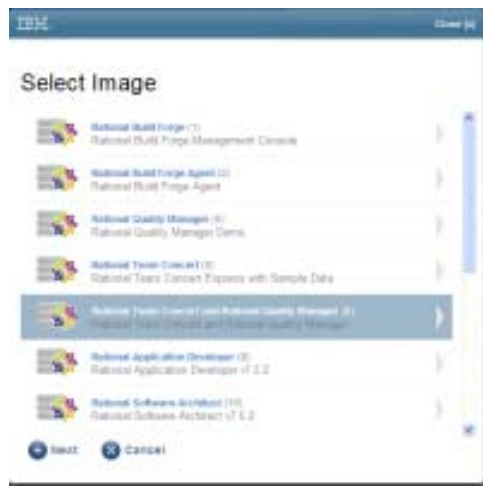 IBM
Close [x]
Select Image
Rational Build Forge (1)
Rational Build Forge Management Console
Rational Build Forge Agent (2)
Rational Build Forge Agent
Rational Quality Manager
Rational Quality Manager Demo
Rational Team Concert
Rational Team Concert Express with Sample Data
Rational Team Concert and Rational Quality Manager
Rational Team Concert and Rational Quality Manager
Rational Application Developer
Rational Application Developer v7.5.2
Rational Software Architect
Rational Software Architect v7.5.2
Next
Cancel